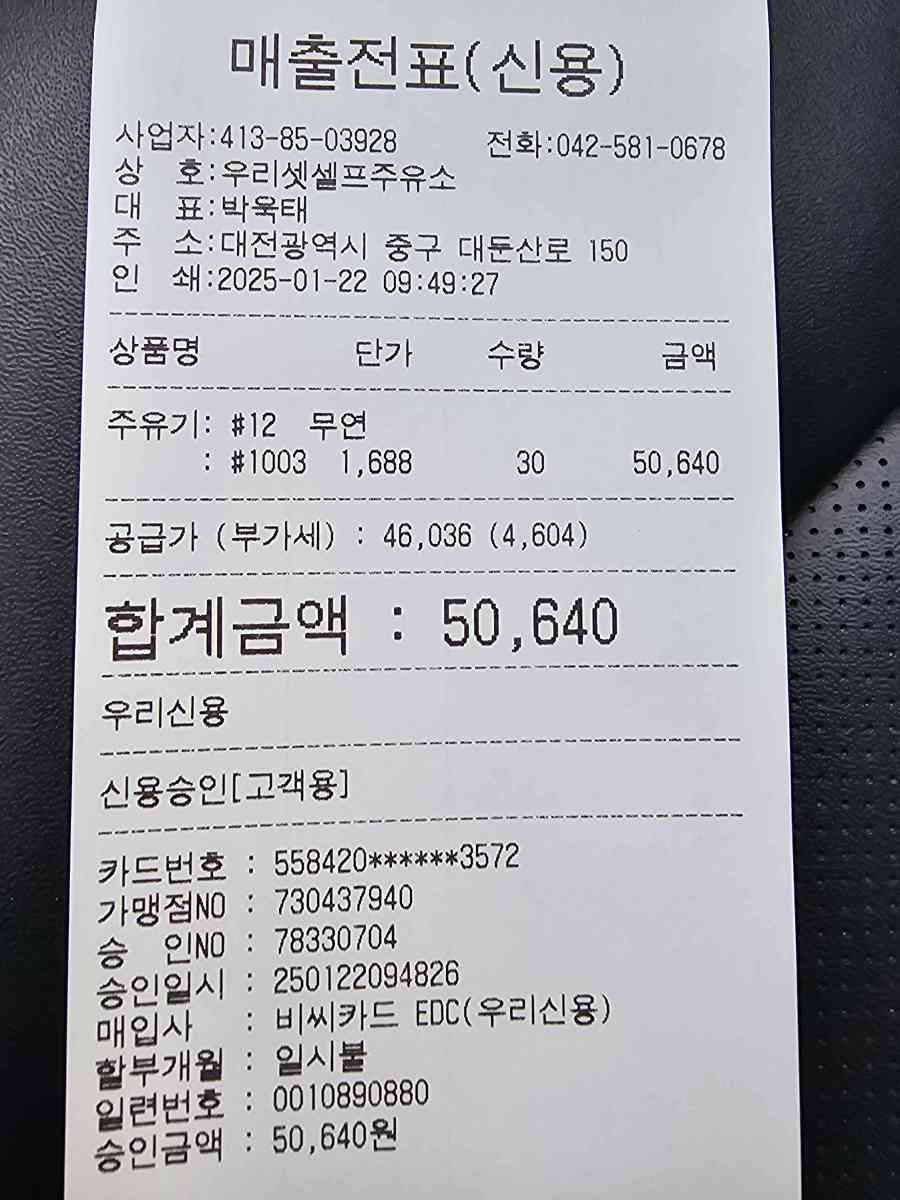 매출전표(신용)
사업자:413-85-03928 전화:042-581-0678
상 호:우리셋셀프주유소
대 표:박욱태
주 소:대전광역시 중구 대둔산로 150
인 쇄:2025-01-22 09:49:27
상품명 단가 수량 금액
주유기: #12 무연
: #1003 1,688 30 50,640
공급가 (부가세) : 46,036 (4,604)
합계금액 : 50,640
우리신용
신용승인[고객용]
카드번호 : 558420******3572
가맹점NO : 730437940
승 인NO : 78330704
승인일시 : 250122094826
매입사 : 비씨카드 EDC(우리신용)
할부개월 : 일시불
일련번호 : 0010890880
승인금액 : 50,640원